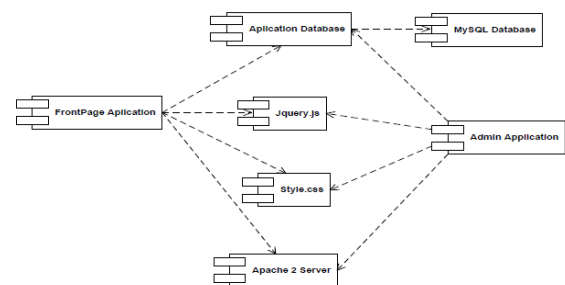 Aplication Database
MySQL Database
FrontPage Aplication
Jquery.js
Admin Application
Style.css
Apache 2 Server